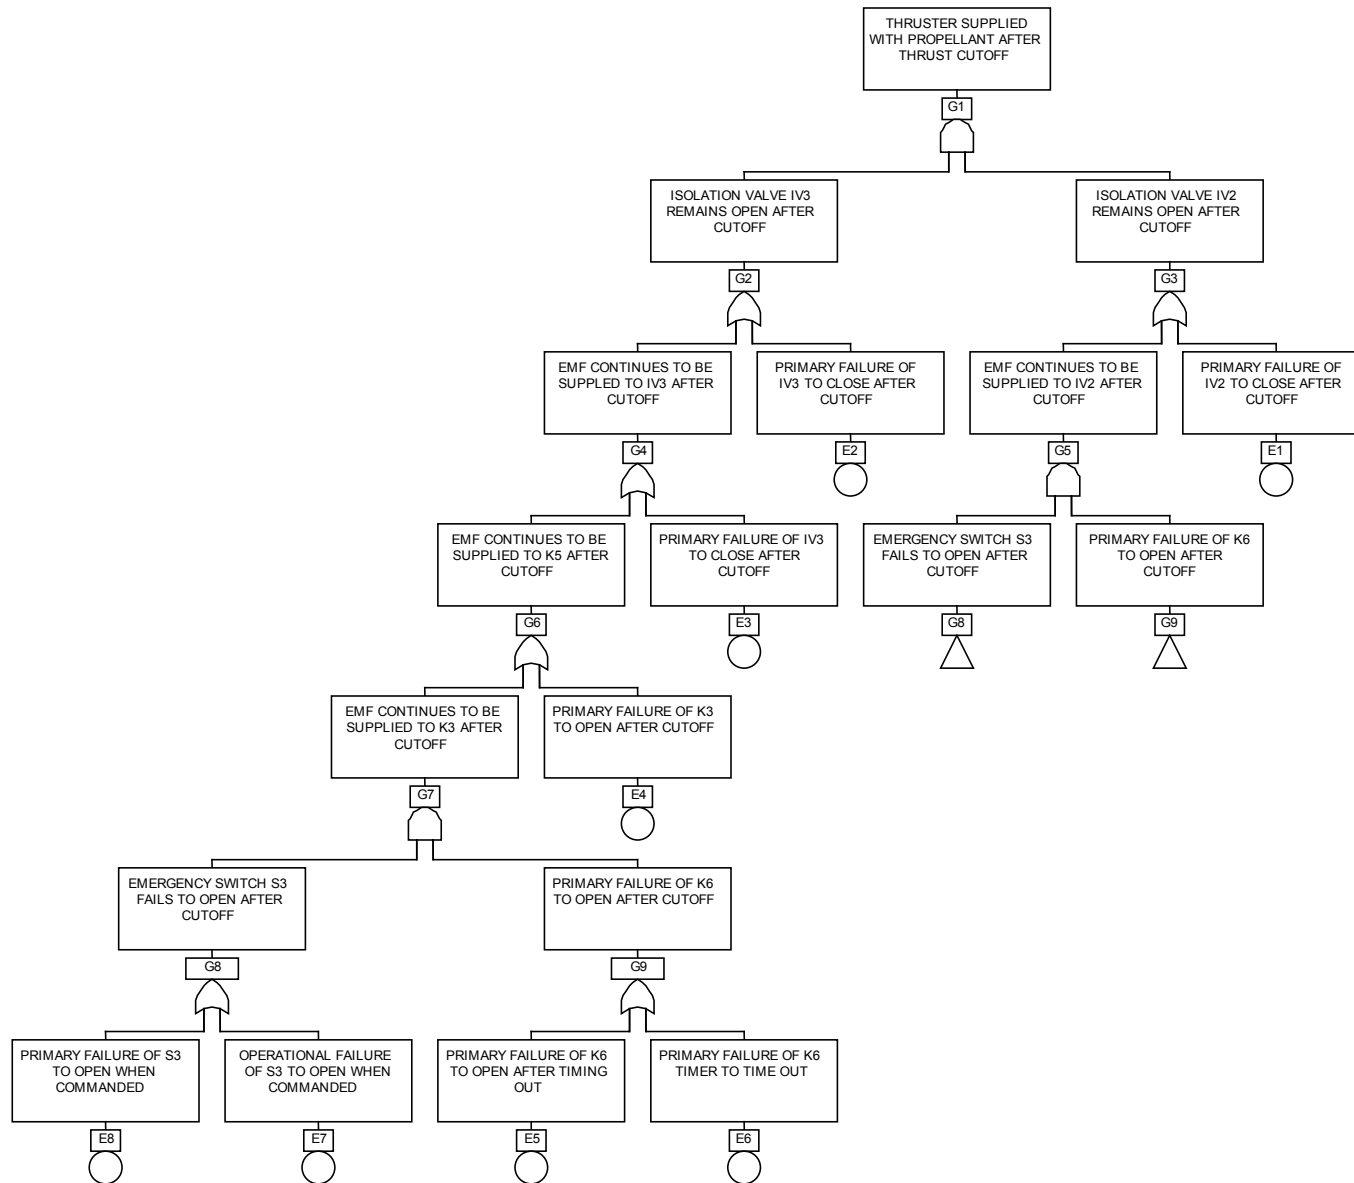 THRUSTER SUPPLIED
WITH PROPELLANT AFTER
THRUST CUTOFF
G1
ISOLATION VALVE IV3
REMAINS OPEN AFTER
CUTOFF
ISOLATION VALVE IV2
REMAINS OPEN AFTER
CUTOFF
G2
G3
EMF CONTINUES TO BE
SUPPLED TO IV3 AFTER
CUTOFF
PRIMARY FAILURE OF
IV3 TO CLOSE AFTER
CUTOFF
EMF CONTINUES TO BE
SUPPLIED TO IV2 AFTER
CUTOFF
PRIMARY FAILURE OF
IV2 TO CLOSE AFTER
CUTOFF
G4
E2
G5
E1
EMF CONTINUES TO BE
SUPPLIED TO K5 AFTER
CUTOFF
PRIMARY FAILURE OF IV3
TO CLOSE AFTER
CUTOFF
EMERGENCY SWITCH S3
FAILS TO OPEN AFTER
CUTOFF
PRIMARY FAILURE OF K6
TO OPEN AFTER
CUTOFF
G6
E3
G8
G9
EMF CONTINUES TO BE
SUPPLIED TO K3 AFTER
CUTOFF
PRIMARY FAILURE OF K3
TO OPEN AFTER CUTOFF
G7
E4
EMERGENCY SWITCH S3
FAILS TO OPEN AFTER
CUTOFF
PRIMARY FAILURE OF K6
TO OPEN AFTER CUTOFF
G8
G9
PRIMARY FAILURE OF S3
TO OPEN WHEN
COMMANDED
OPERATIONAL FAILURE
OF S3 TO OPEN WHEN
COMMANDED
PRIMARY FAILURE OF K6
TO OPEN AFTER TIMING
OUT
PRIMARY FAILURE OF K6
TIMER TO TIME OUT
E8
E7
E5
E6